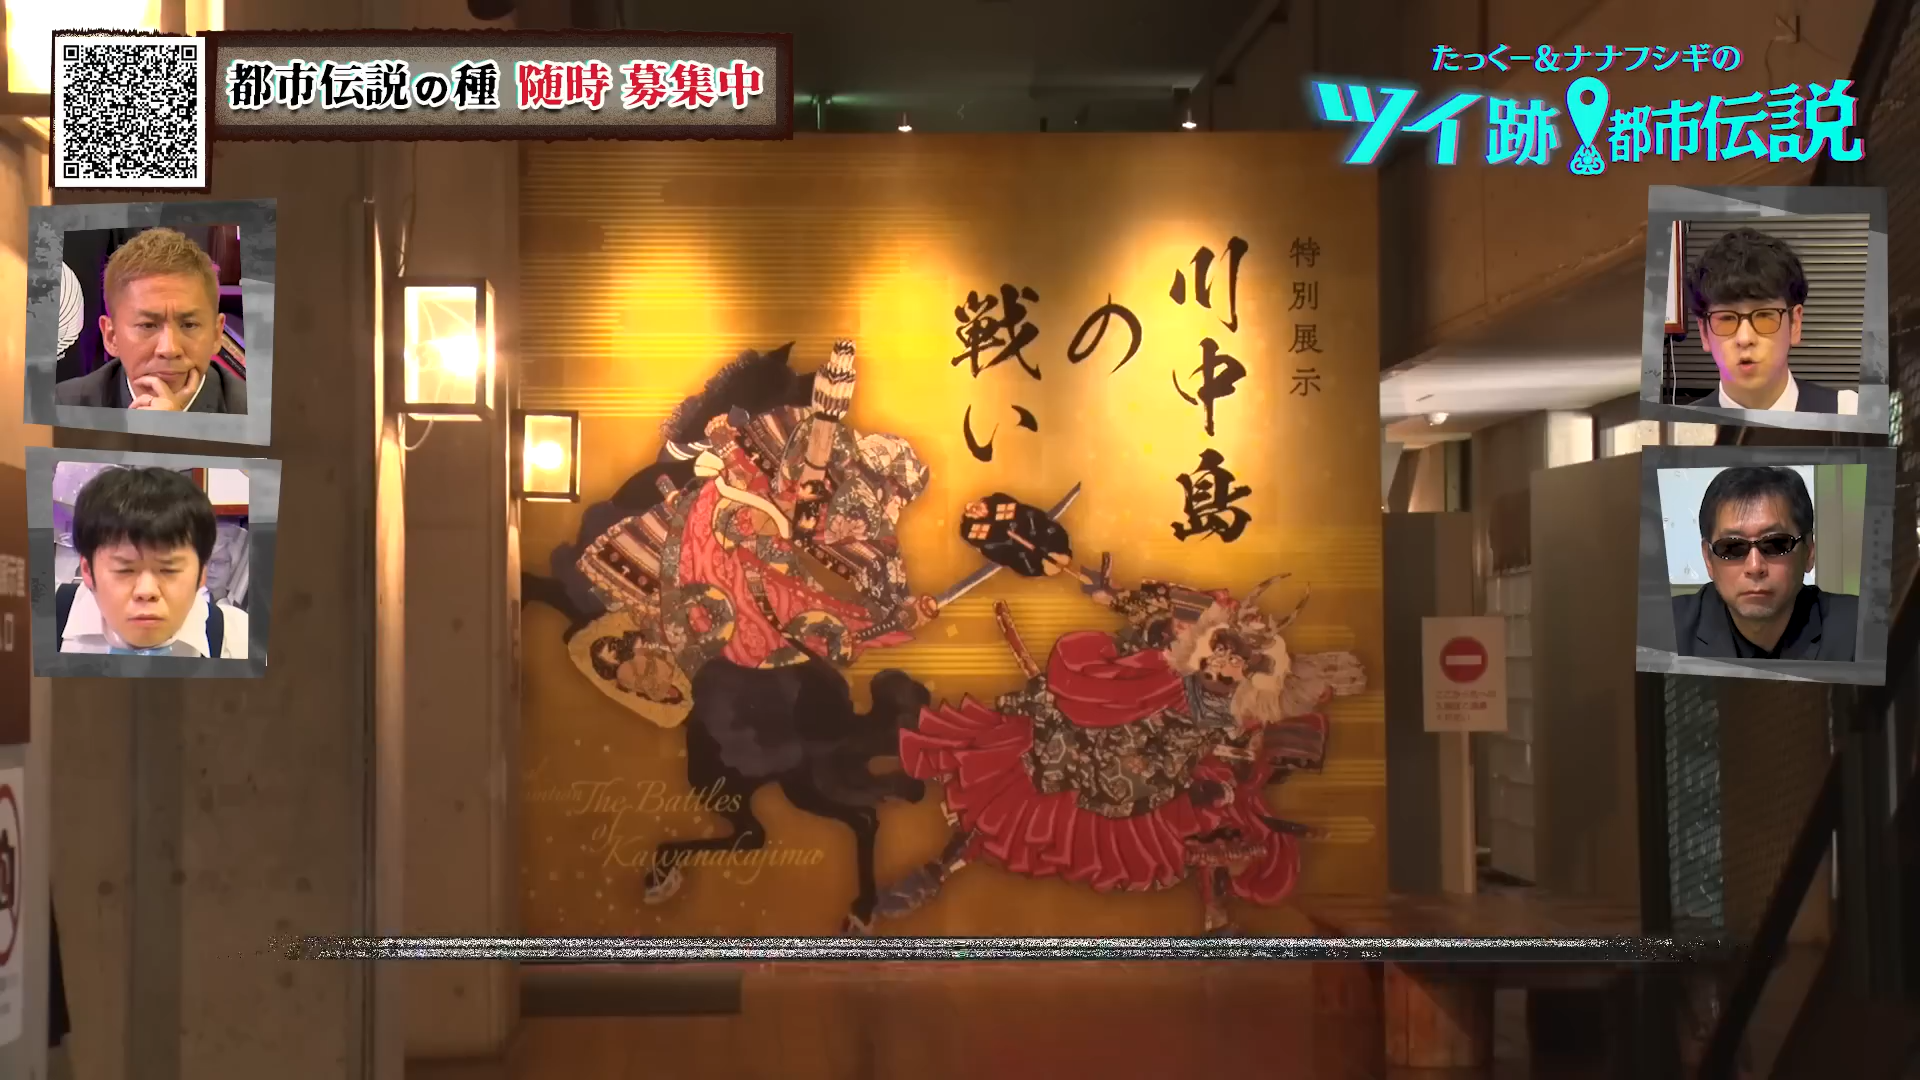 都市伝説の種 随時 募集中
たっくー&ナナフシギの
ツイ跡都市伝説
特別展示
川中島
の
戦い
The Battles
of
Kawanakajima